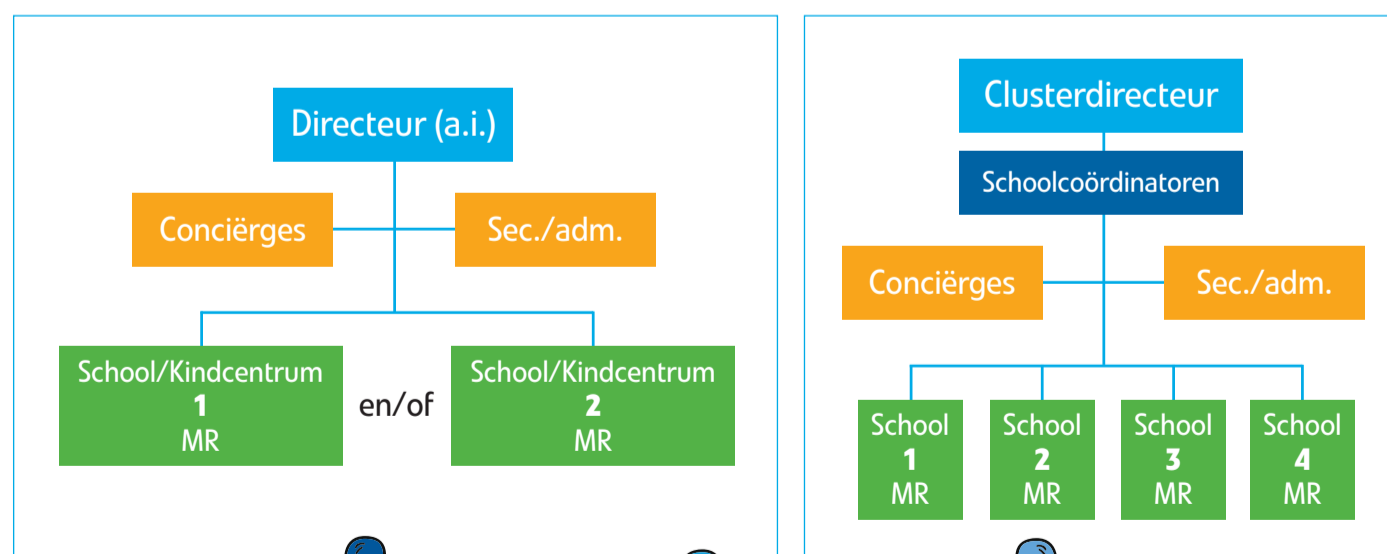 Directeur (a.i.)
Conciërges
Sec./adm.
School/Kindcentrum
1
MR
en/of
School/Kindcentrum
2
MR
Clusterdirecteur
Schoolcoördinatoren
Conciërges
Sec./adm.
School
1
MR
School
2
MR
School
3
MR
School
4
MR